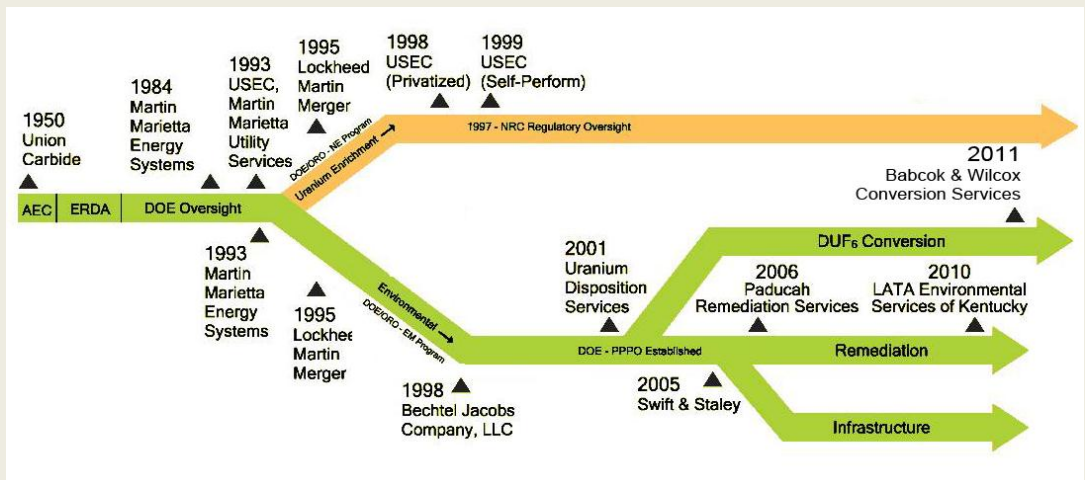 1950
Union
Carbide
1984
Martin
Marietta
Energy
Systems
1993
USEC,
Martin
Marietta
Utility
Services
1995
Lockheed
Martin
Merger
1998
USEC
(Privatized)
1999
USEC
(Self-Perform)
DOE/ORO - NE Program
Uranium Enrichment
1997 - NRC Regulatory Oversight
AEC
ERDA
DOE Oversight
2011
Babcok & Wilcox
Conversion Services
1993
Martin
Marietta
Energy
Systems
1995
Lockhee
Martin
Merger
Environmental
DOE/ORO - EM Program
1998
Bechtel Jacobs
Company, LLC
2001
Uranium
Disposition
Services
DUF₆ Conversion
2006
Paducah
Remediation Services
2010
LATA Environmental
Services of Kentucky
DOE - PPPO Established
Remediation
2005
Swift & Staley
Infrastructure